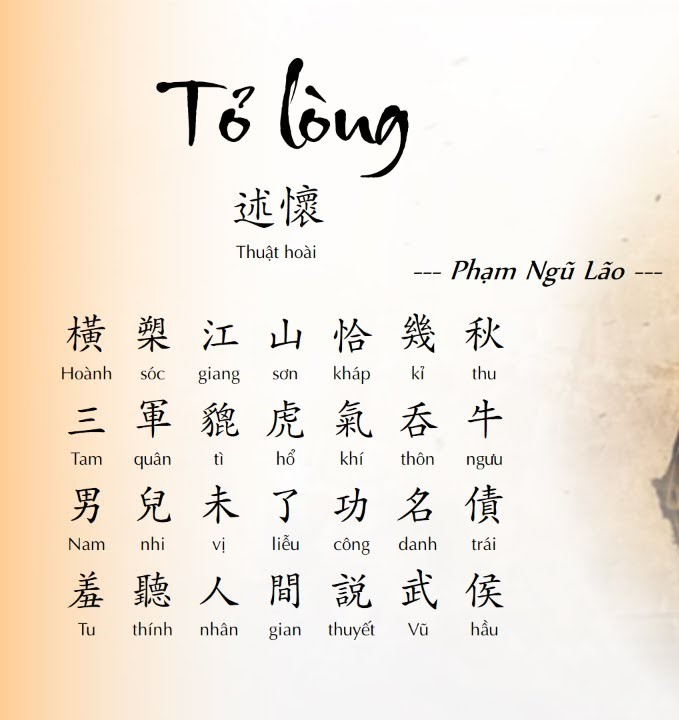 Tỏ lòng
述懷
Thuật hoài
--- Phạm Ngũ Lão ---
橫 槊 江 山 恰 幾 秋
Hoành sóc giang sơn kháp kỉ thu
三 軍 貔 虎 氣 吞 牛
Tam quân tì hổ khí thôn ngưu
男 兒 未 了 功 名 債
Nam nhi vị liễu công danh trái
羞 聽 人 間 説 武 侯
Tu thính nhân gian thuyết Vũ hầu